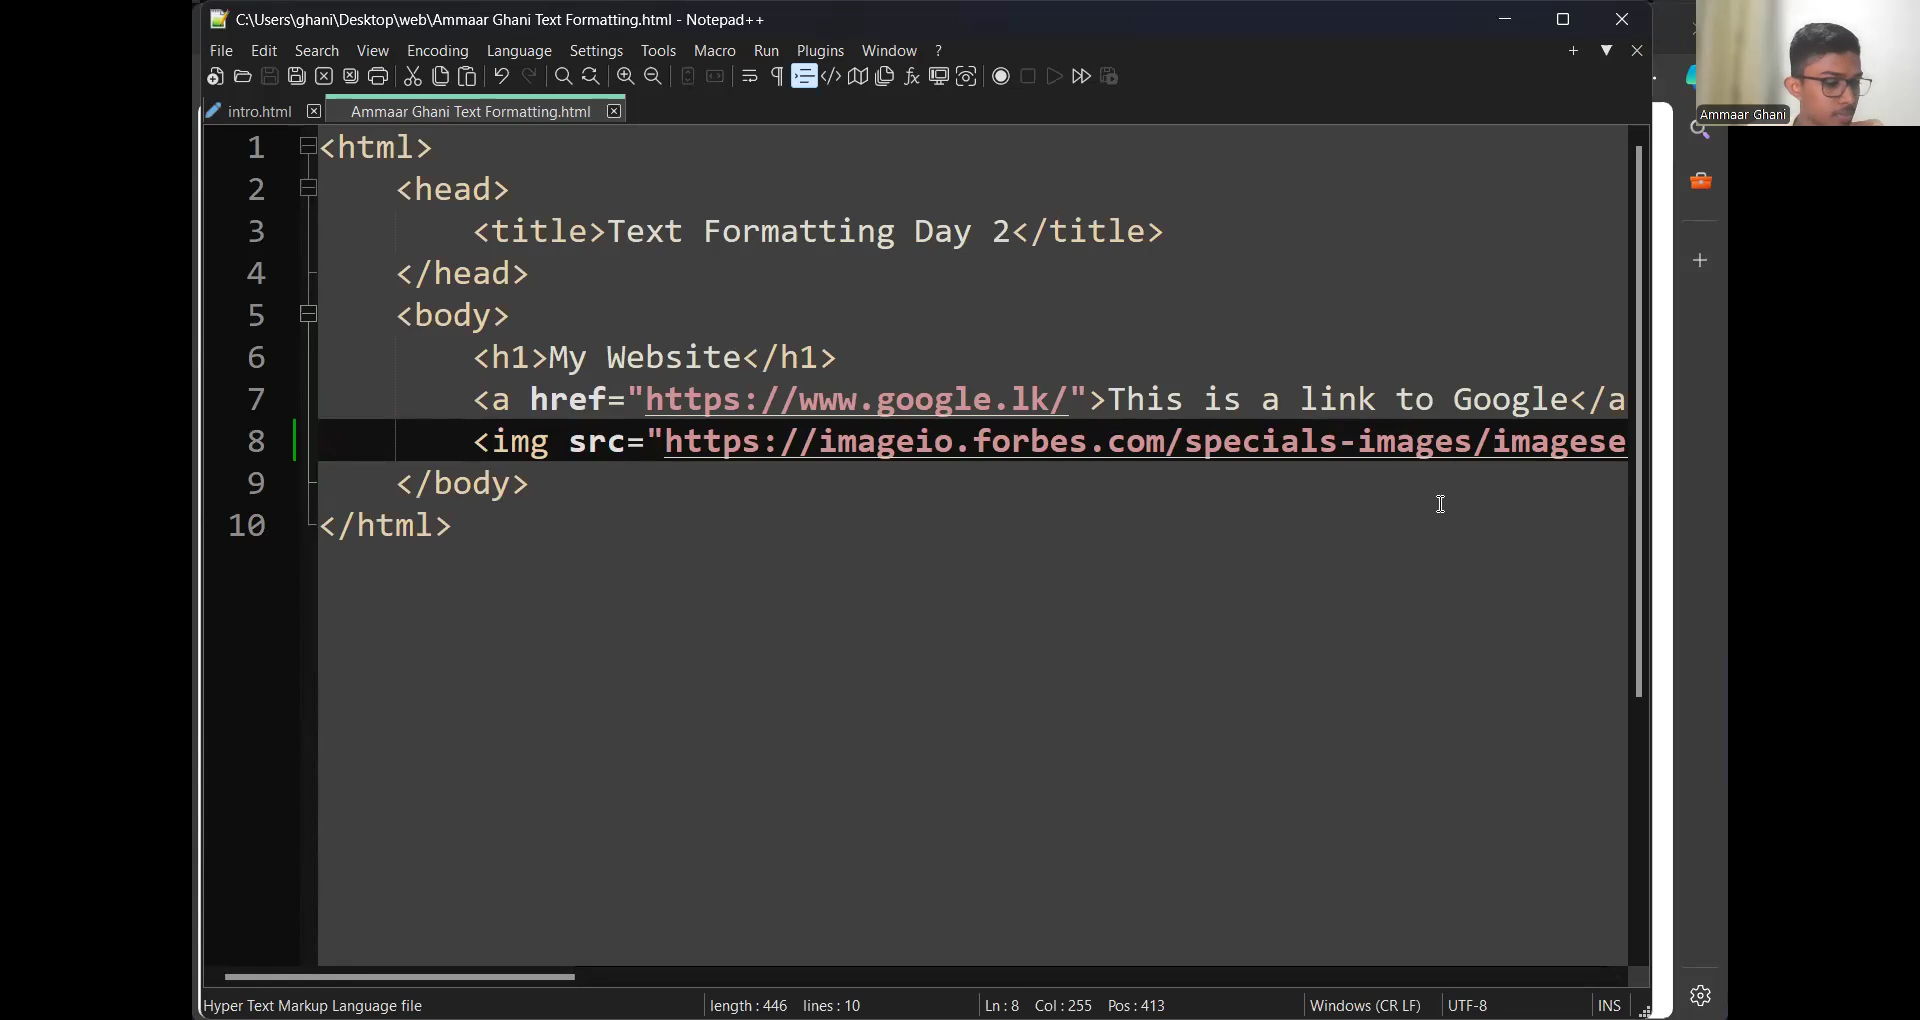 C:\Users\ghani\Desktop\web\Ammaar Ghani Text Formatting.html - Notepad++
File Edit Search View Encoding Language Settings Tools Macro Run Plugins Window ?
intro.html Ammaar Ghani Text Formatting.html
Ammaar Ghani
1 <html>
2 <head>
3 <title>Text Formatting Day 2</title>
4 </head>
5 <body>
6 <h1>My Website</h1>
7 <a href="https://www.google.lk/">This is a link to Google</a
8 <img src="https://imageio.forbes.com/specials-images/imagese
9 </body>
10 </html>
Hyper Text Markup Language file length : 446 lines : 10 Ln : 8 Col : 255 Pos : 413 Windows (CR LF) UTF-8 INS